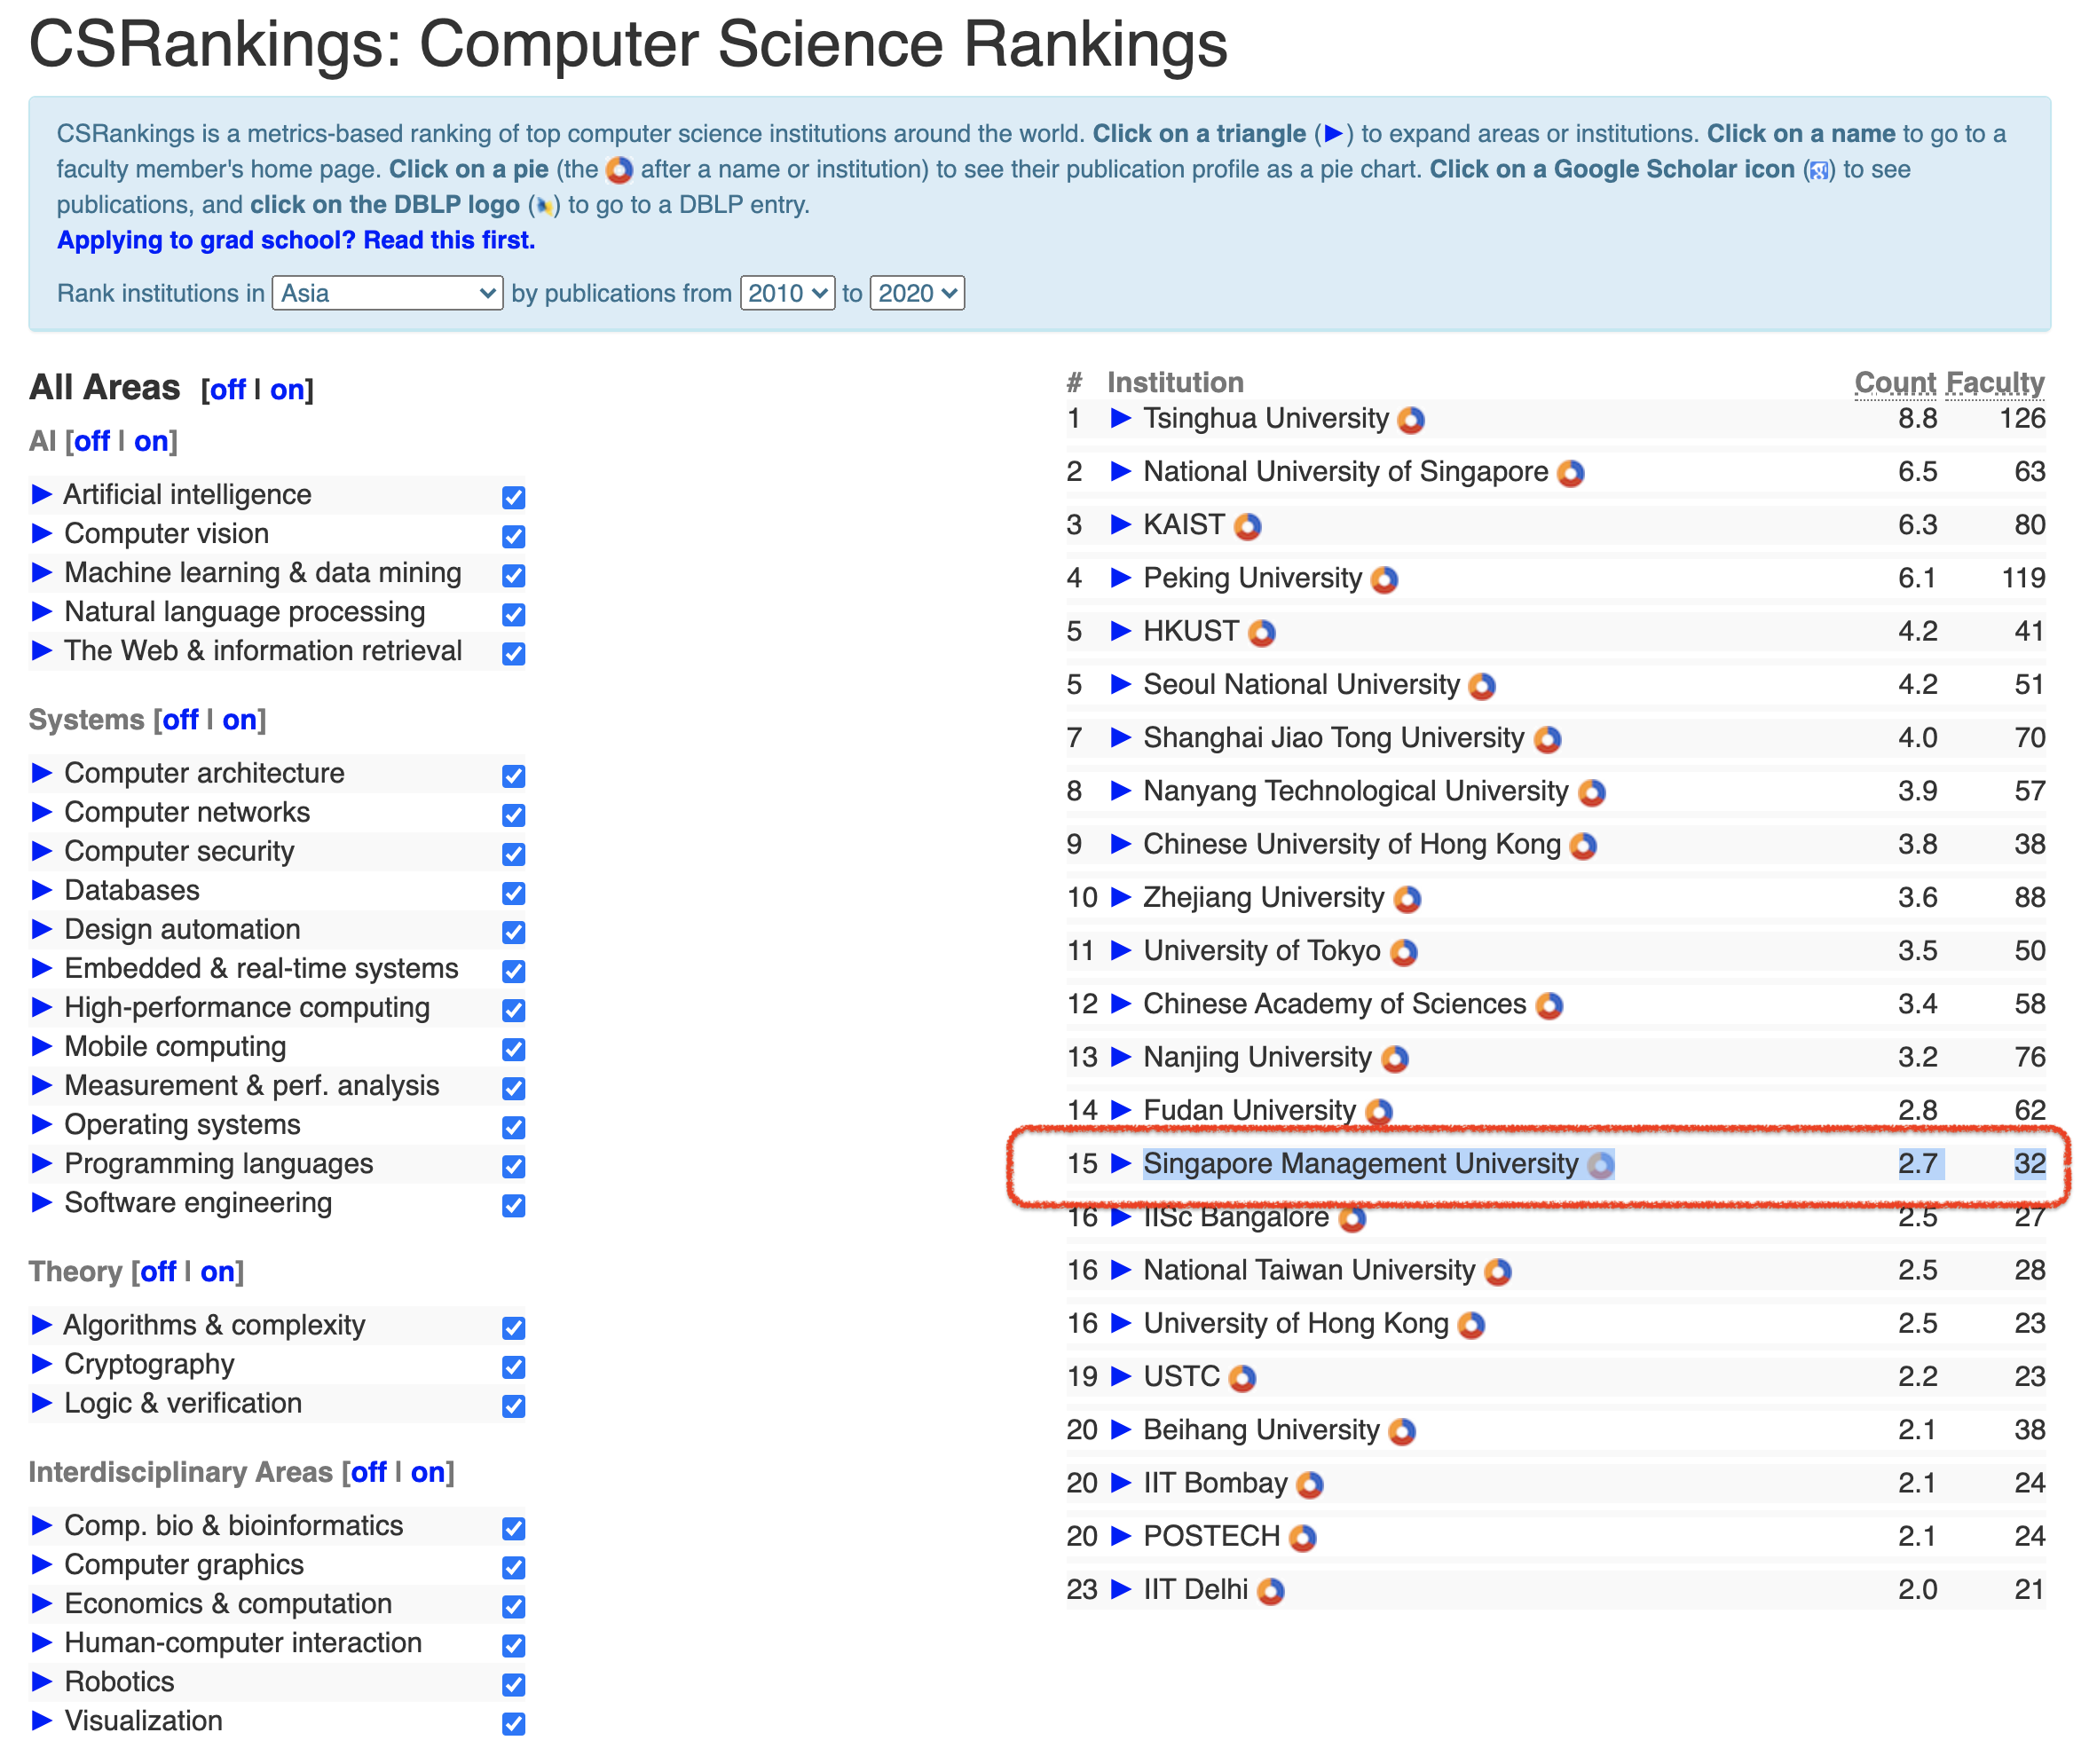 CSRankings: Computer Science Rankings
CSRankings is a metrics-based ranking of top computer science institutions around the world. Click on a triangle (▶) to expand areas or institutions. Click on a name to go to a
faculty member's home page. Click on a pie (the after a name or institution) to see their publication profile as a pie chart. Click on a Google Scholar icon () to see
publications, and click on the DBLP logo () to go to a DBLP entry.
Applying to grad school? Read this first.
Rank institutions in Asia by publications from 2010 to 2020
All Areas [off | on]
AI [off | on]
▶ Artificial intelligence
▶ Computer vision
▶ Machine learning & data mining
▶ Natural language processing
▶ The Web & information retrieval
Systems [off | on]
▶ Computer architecture
▶ Computer networks
▶ Computer security
▶ Databases
▶ Design automation
▶ Embedded & real-time systems
▶ High-performance computing
▶ Mobile computing
▶ Measurement & perf. analysis
▶ Operating systems
▶ Programming languages
▶ Software engineering
Theory [off | on]
▶ Algorithms & complexity
▶ Cryptography
▶ Logic & verification
Interdisciplinary Areas [off | on]
▶ Comp. bio & bioinformatics
▶ Computer graphics
▶ Economics & computation
▶ Human-computer interaction
▶ Robotics
▶ Visualization
# Institution Count Faculty
1 ▶ Tsinghua University 8.8 126
2 ▶ National University of Singapore 6.5 63
3 ▶ KAIST 6.3 80
4 ▶ Peking University 6.1 119
5 ▶ HKUST 4.2 41
5 ▶ Seoul National University 4.2 51
7 ▶ Shanghai Jiao Tong University 4.0 70
8 ▶ Nanyang Technological University 3.9 57
9 ▶ Chinese University of Hong Kong 3.8 38
10 ▶ Zhejiang University 3.6 88
11 ▶ University of Tokyo 3.5 50
12 ▶ Chinese Academy of Sciences 3.4 58
13 ▶ Nanjing University 3.2 76
14 ▶ Fudan University 2.8 62
15 ▶ Singapore Management University 2.7 32
16 ▶ IISc Bangalore 2.5 27
16 ▶ National Taiwan University 2.5 28
16 ▶ University of Hong Kong 2.5 23
19 ▶ USTC 2.2 23
20 ▶ Beihang University 2.1 38
20 ▶ IIT Bombay 2.1 24
20 ▶ POSTECH 2.1 24
23 ▶ IIT Delhi 2.0 21